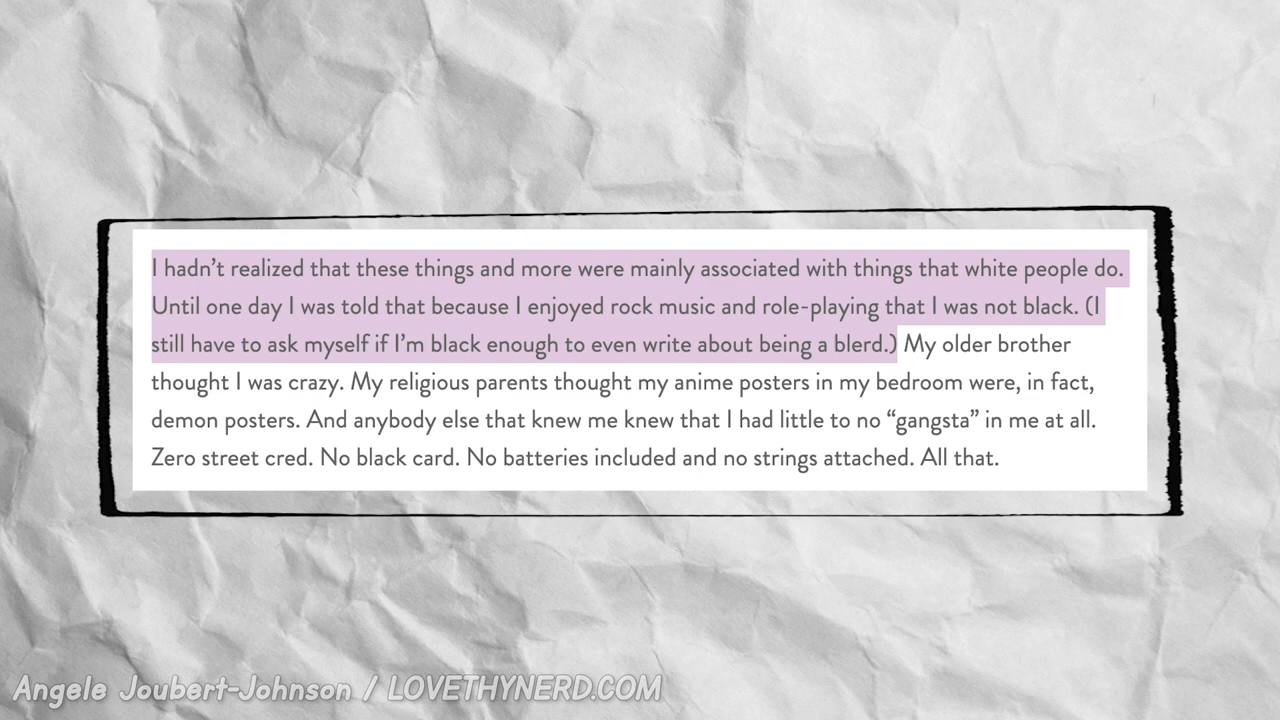 I hadn’t realized that these things and more were mainly associated with things that white people do.
Until one day I was told that because I enjoyed rock music and role-playing that I was not black. (I
still have to ask myself if I’m black enough to even write about being a blerd.) My older brother
thought I was crazy. My religious parents thought my anime posters in my bedroom were, in fact,
demon posters. And anybody else that knew me knew that I had little to no “gangsta” in me at all.
Zero street cred. No black card. No batteries included and no strings attached. All that.
Angele Joubert-Johnson / LOVETHYNERD.COM